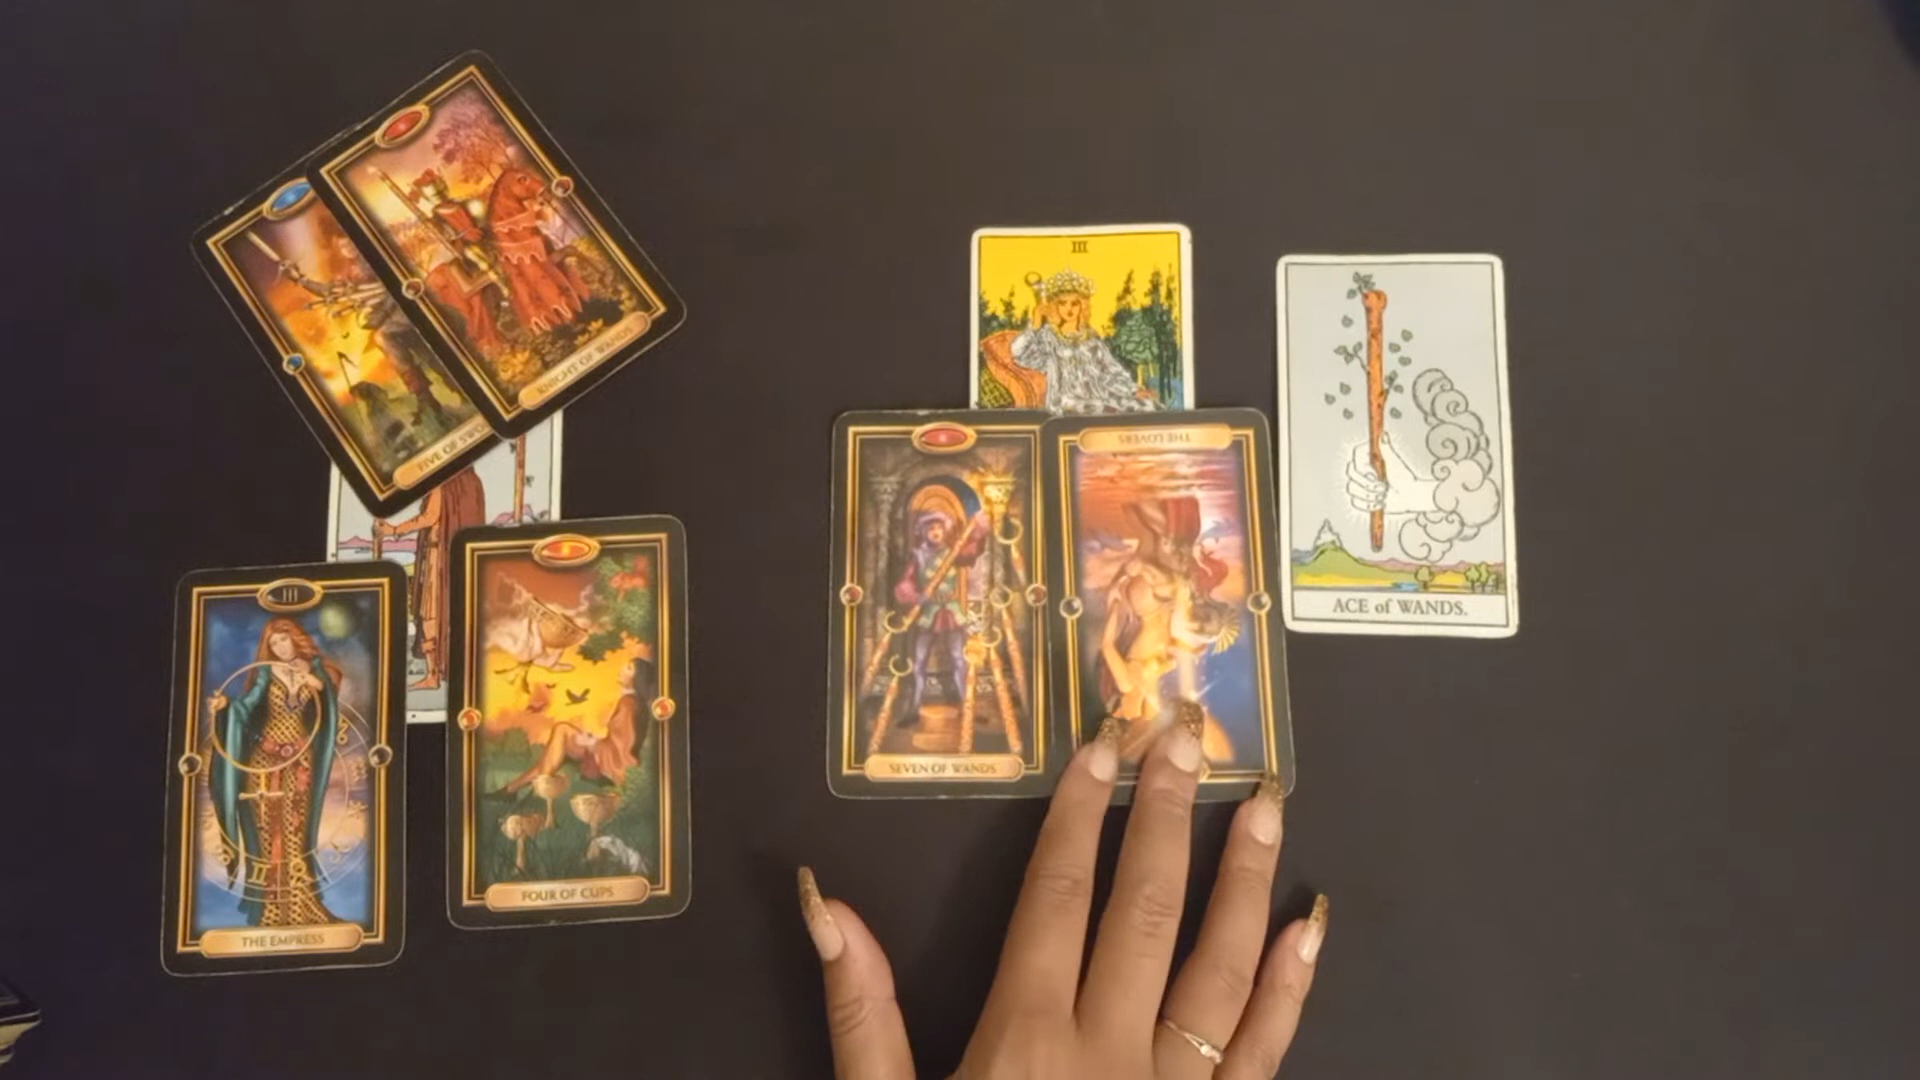 KNIGHT OF WANDS
FIVE OF SWO
III
THE LOVERS
ACE of WANDS.
SEVEN OF WANDS
III
FOUR OF CUPS
THE EMPRESS